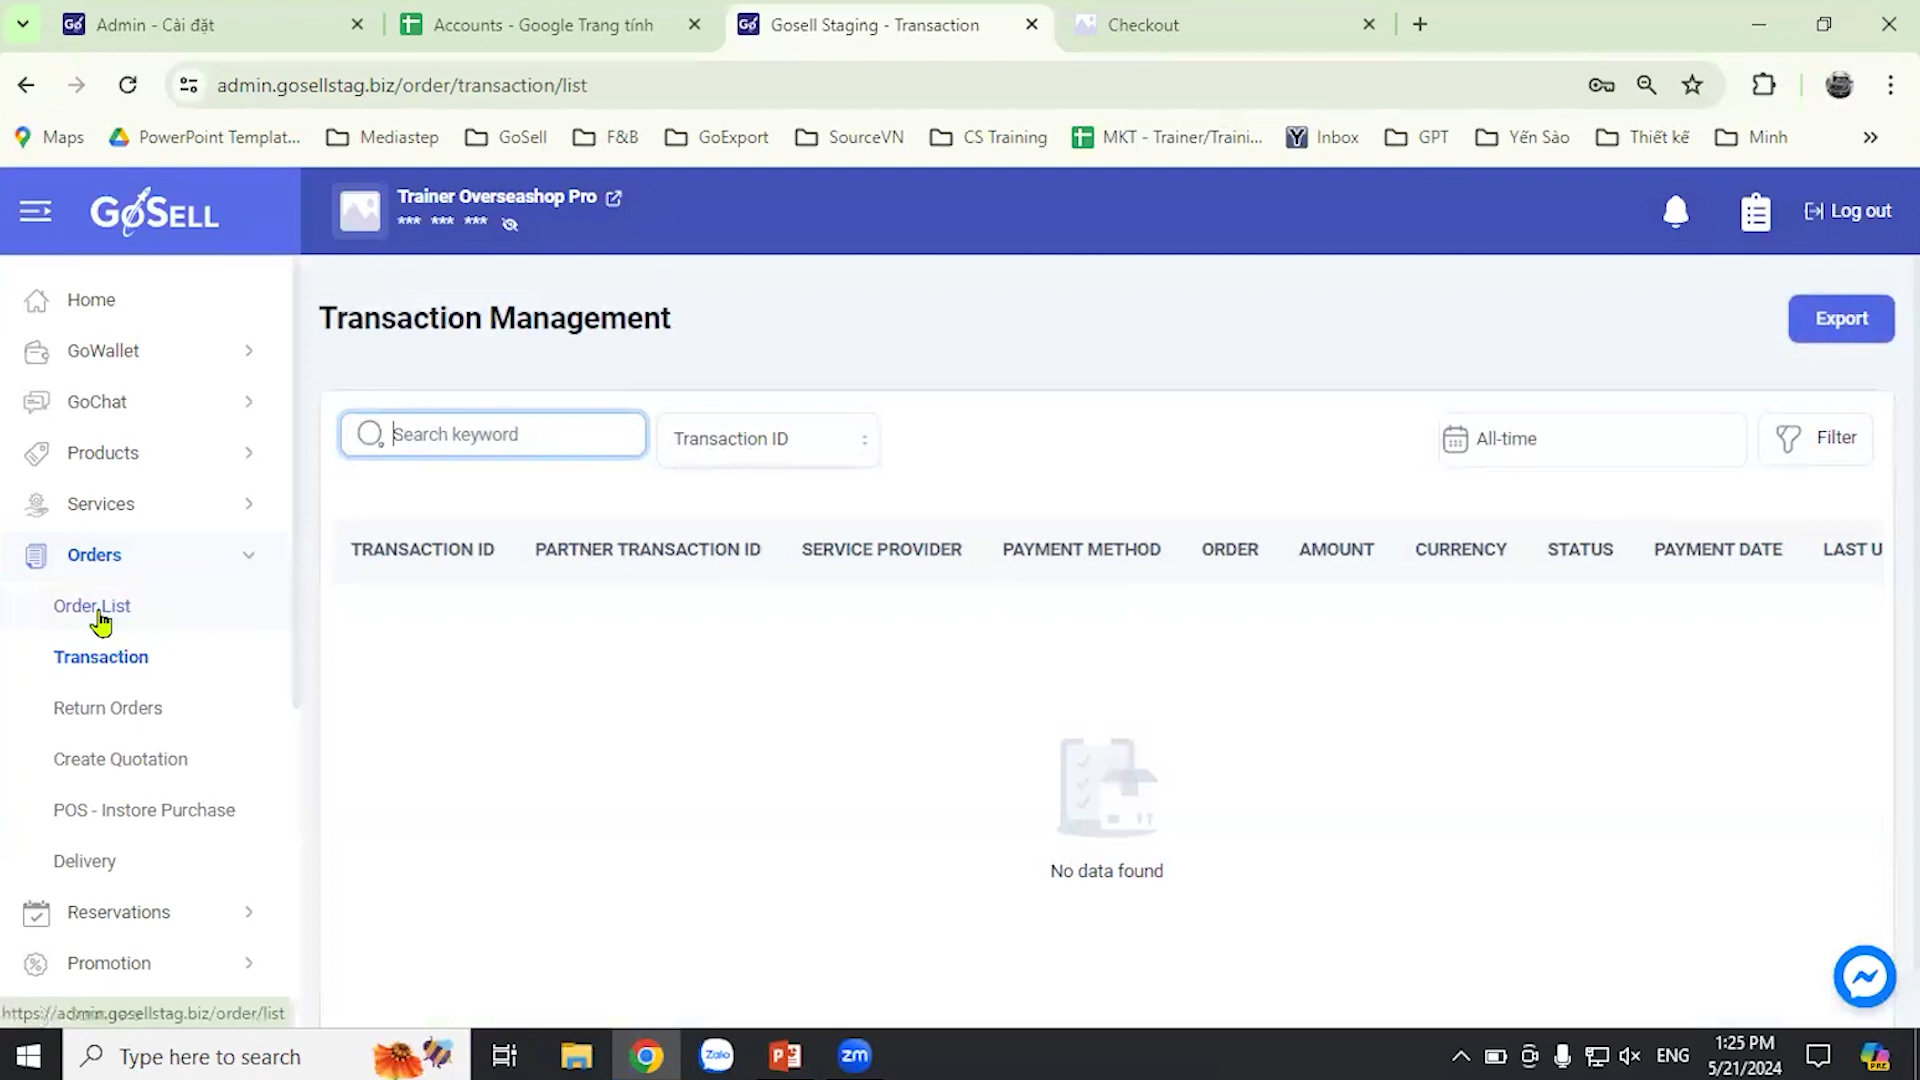 Admin - Cài đặt
Accounts - Google Trang tính
Gosell Staging - Transaction
Checkout
admin.gosellstag.biz/order/transaction/list
Maps
PowerPoint Templat...
Mediastep
GoSell
F&B
GoExport
SourceVN
CS Training
MKT - Trainer/Traini...
Inbox
GPT
Yến Sào
Thiết kế
Minh
GOSELL
Trainer Overseashop Pro
*** *** ***
Log out
Home
GoWallet
GoChat
Products
Services
Orders
Order List
Transaction
Return Orders
Create Quotation
POS - Instore Purchase
Delivery
Reservations
Promotion
Transaction Management
Export
Search keyword
Transaction ID
All-time
Filter
TRANSACTION ID
PARTNER TRANSACTION ID
SERVICE PROVIDER
PAYMENT METHOD
ORDER
AMOUNT
CURRENCY
STATUS
PAYMENT DATE
LAST U
No data found
https://admin.gosellstag.biz/order/list
Type here to search
Zalo
zm
ENG
1:25 PM
5/21/2024
PRE